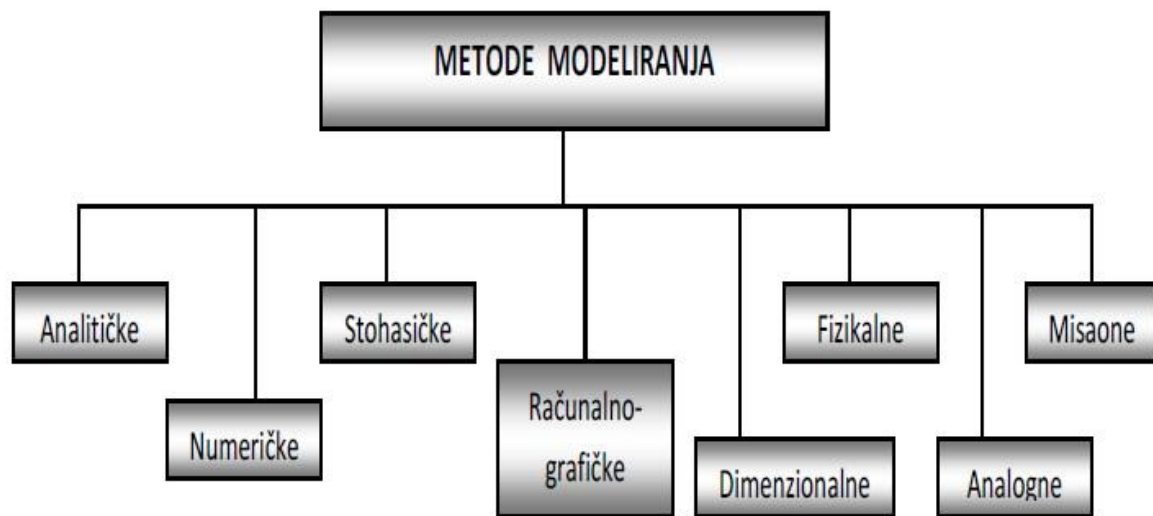 METODE MODELIRANJA
Analitičke
Numeričke
Stohasičke
Računalno-
grafičke
Dimenzionalne
Fizikalne
Analogne
Misaone